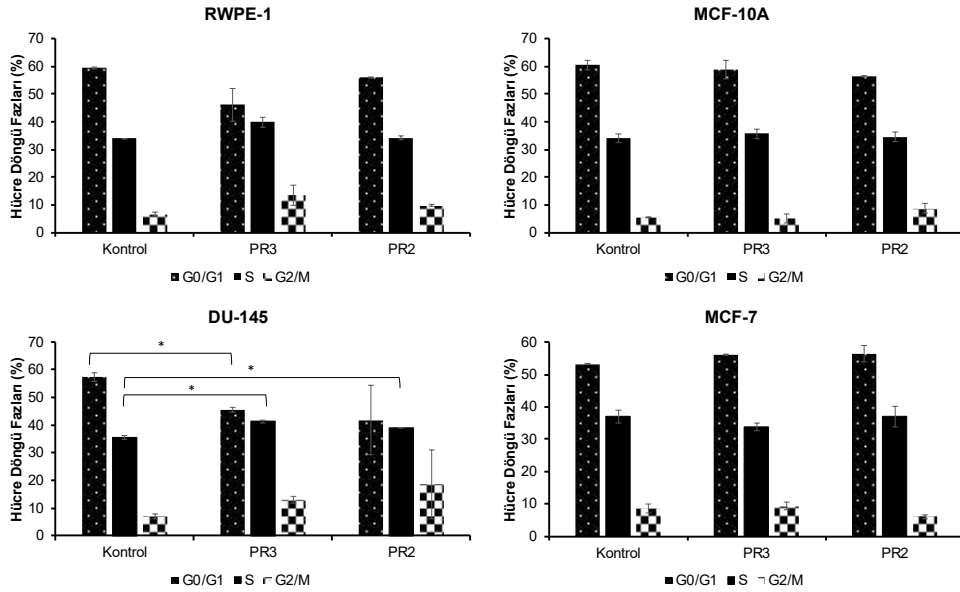 RWPE-1
Hücre Döngü Fazları (%)
70
60
50
40
30
20
10
0
Kontrol PR3 PR2
G0/G1 S G2/M
MCF-10A
Hücre Döngü Fazları (%)
70
60
50
40
30
20
10
0
Kontrol PR3 PR2
G0/G1 S G2/M
DU-145
Hücre Döngü Fazları (%)
70
60
50
40
30
20
10
0
*
*
*
Kontrol PR3 PR2
G0/G1 S G2/M
MCF-7
Hücre Döngü Fazları (%)
60
50
40
30
20
10
0
Kontrol PR3 PR2
G0/G1 S G2/M